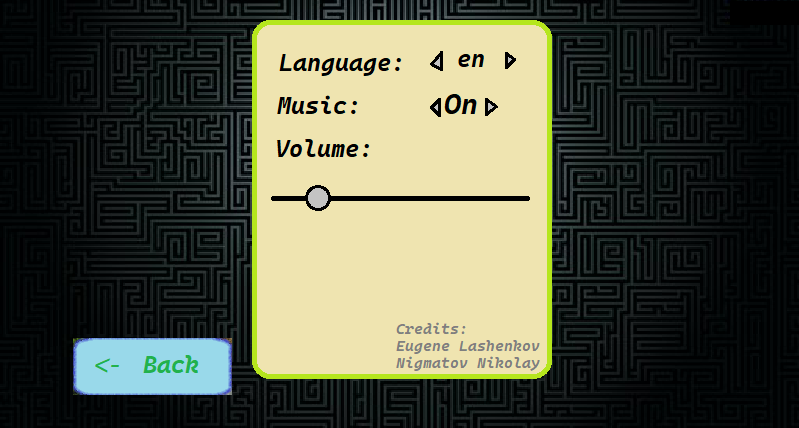 Language: en
Music: On
Volume:
Credits:
Eugene Lashenkov
Nigmatov Nikolay
<- Back